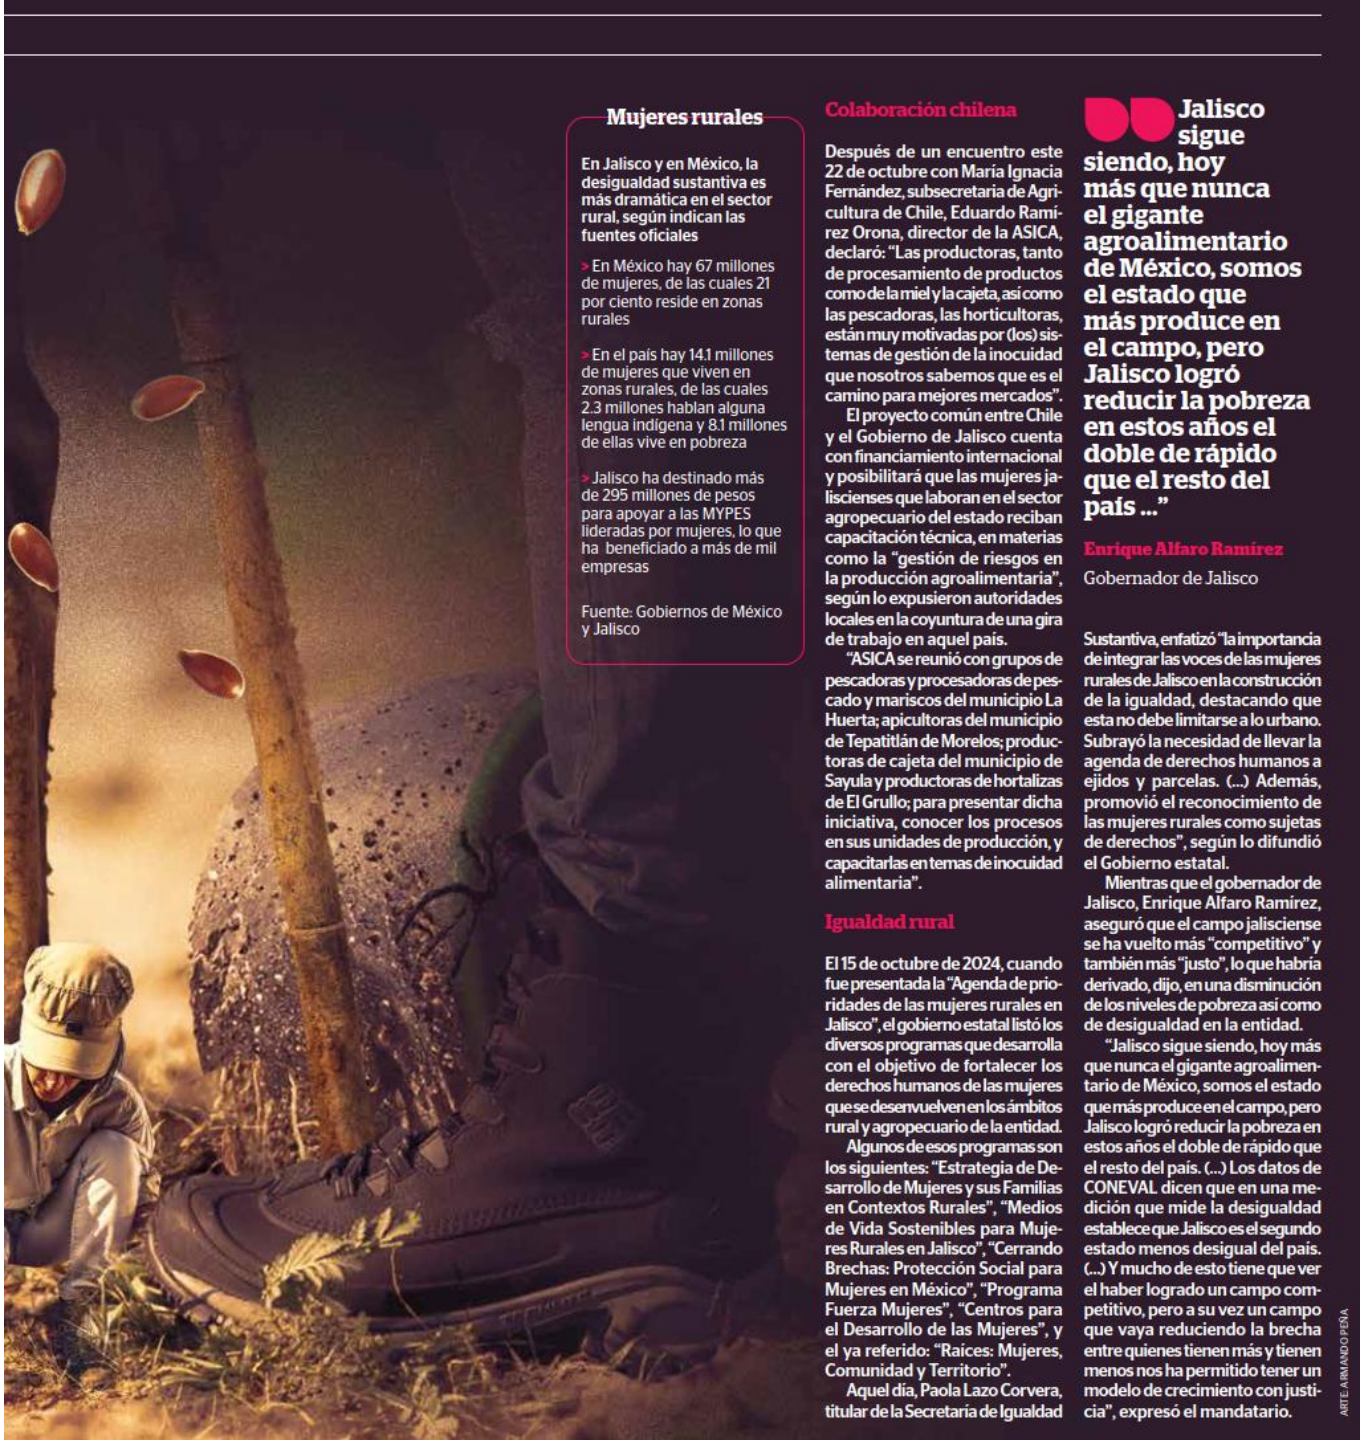 Mujeres rurales
En Jalisco y en México, la
desigualdad sustantiva es
más dramática en el sector
rural, según indican las
fuentes oficiales
> En México hay 67 millones
de mujeres, de las cuales 21
por ciento reside en zonas
rurales
> En el país hay 14.1 millones
de mujeres que viven en
zonas rurales, de las cuales
2.3 millones hablan alguna
lengua indígena y 8.1 millones
de ellas vive en pobreza
> Jalisco ha destinado más
de 295 millones de pesos
para apoyar a las MYPES
lideradas por mujeres, lo que
ha beneficiado a más de mil
empresas
Fuente: Gobiernos de México
y Jalisco
Colaboración chilena
Después de un encuentro este
22 de octubre con María Ignacia
Fernández, subsecretaria de Agri-
cultura de Chile, Eduardo Ramí-
rez Orona, director de la ASICA,
declaró: “Las productoras, tanto
de procesamiento de productos
como de la miel y la cajeta, así como
las pescadoras, las horticultoras,
están muy motivadas por (los) sis-
temas de gestión de la inocuidad
que nosotros sabemos que es el
camino para mejores mercados”.
El proyecto común entre Chile
y el Gobierno de Jalisco cuenta
con financiamiento internacional
y posibilitará que las mujeres ja-
liscienses que laboran en el sector
agropecuario del estado reciban
capacitación técnica, en materias
como la “gestión de riesgos en
la producción agroalimentaria”,
según lo expusieron autoridades
locales en la coyuntura de una gira
de trabajo en aquel país.
“ASICA se reunió con grupos de
pescadoras y procesadoras de pes-
cado y mariscos del municipio La
Huerta; apicultoras del municipio
de Tepatitlán de Morelos; produc-
toras de cajeta del municipio de
Sayula y productoras de hortalizas
de El Grullo; para presentar dicha
iniciativa, conocer los procesos
en sus unidades de producción, y
capacitarlas en temas de inocuidad
alimentaria”.
Igualdad rural
El 15 de octubre de 2024, cuando
fue presentada la “Agenda de prio-
ridades de las mujeres rurales en
Jalisco”, el gobierno estatal listó los
diversos programas que desarrolla
con el objetivo de fortalecer los
derechos humanos de las mujeres
que se desenvuelven en los ámbitos
rural y agropecuario de la entidad.
Algunos de esos programas son
los siguientes: “Estrategia de De-
sarrollo de Mujeres y sus Familias
en Contextos Rurales”, “Medios
de Vida Sostenibles para Muje-
res Rurales en Jalisco”, “Cerrando
Brechas: Protección Social para
Mujeres en México”, “Programa
Fuerza Mujeres”, “Centros para
el Desarrollo de las Mujeres”, y
el ya referido: “Raíces: Mujeres,
Comunidad y Territorio”.
Aquel día, Paola Lazo Corvera,
titular de la Secretaría de Igualdad
Jalisco
sigue
siendo, hoy
más que nunca
el gigante
agroalimentario
de México, somos
el estado que
más produce en
el campo, pero
Jalisco logró
reducir la pobreza
en estos años el
doble de rápido
que el resto del
país ...”
Enrique Alfaro Ramírez
Gobernador de Jalisco
Sustantiva, enfatizó “la importancia
de integrar las voces de las mujeres
rurales de Jalisco en la construcción
de la igualdad, destacando que
esta no debe limitarse a lo urbano.
Subrayó la necesidad de llevar la
agenda de derechos humanos a
ejidos y parcelas. (...) Además,
promovió el reconocimiento de
las mujeres rurales como sujetas
de derechos”, según lo difundió
el Gobierno estatal.
Mientras que el gobernador de
Jalisco, Enrique Alfaro Ramírez,
aseguró que el campo jalisciense
se ha vuelto más “competitivo” y
también más “justo”, lo que habría
derivado, dijo, en una disminución
de los niveles de pobreza así como
de desigualdad en la entidad.
“Jalisco sigue siendo, hoy más
que nunca el gigante agroalimen-
tario de México, somos el estado
que más produce en el campo, pero
Jalisco logró reducir la pobreza en
estos años el doble de rápido que
el resto del país. (...) Los datos de
CONEVAL dicen que en una me-
dición que mide la desigualdad
establece que Jalisco es el segundo
estado menos desigual del país.
(...) Y mucho de esto tiene que ver
el haber logrado un campo com-
petitivo, pero a su vez un campo
que vaya reduciendo la brecha
entre quienes tienen más y tienen
menos nos ha permitido tener un
modelo de crecimiento con justi-
cia”, expresó el mandatario.
ARTE: ARMANDO PEÑA